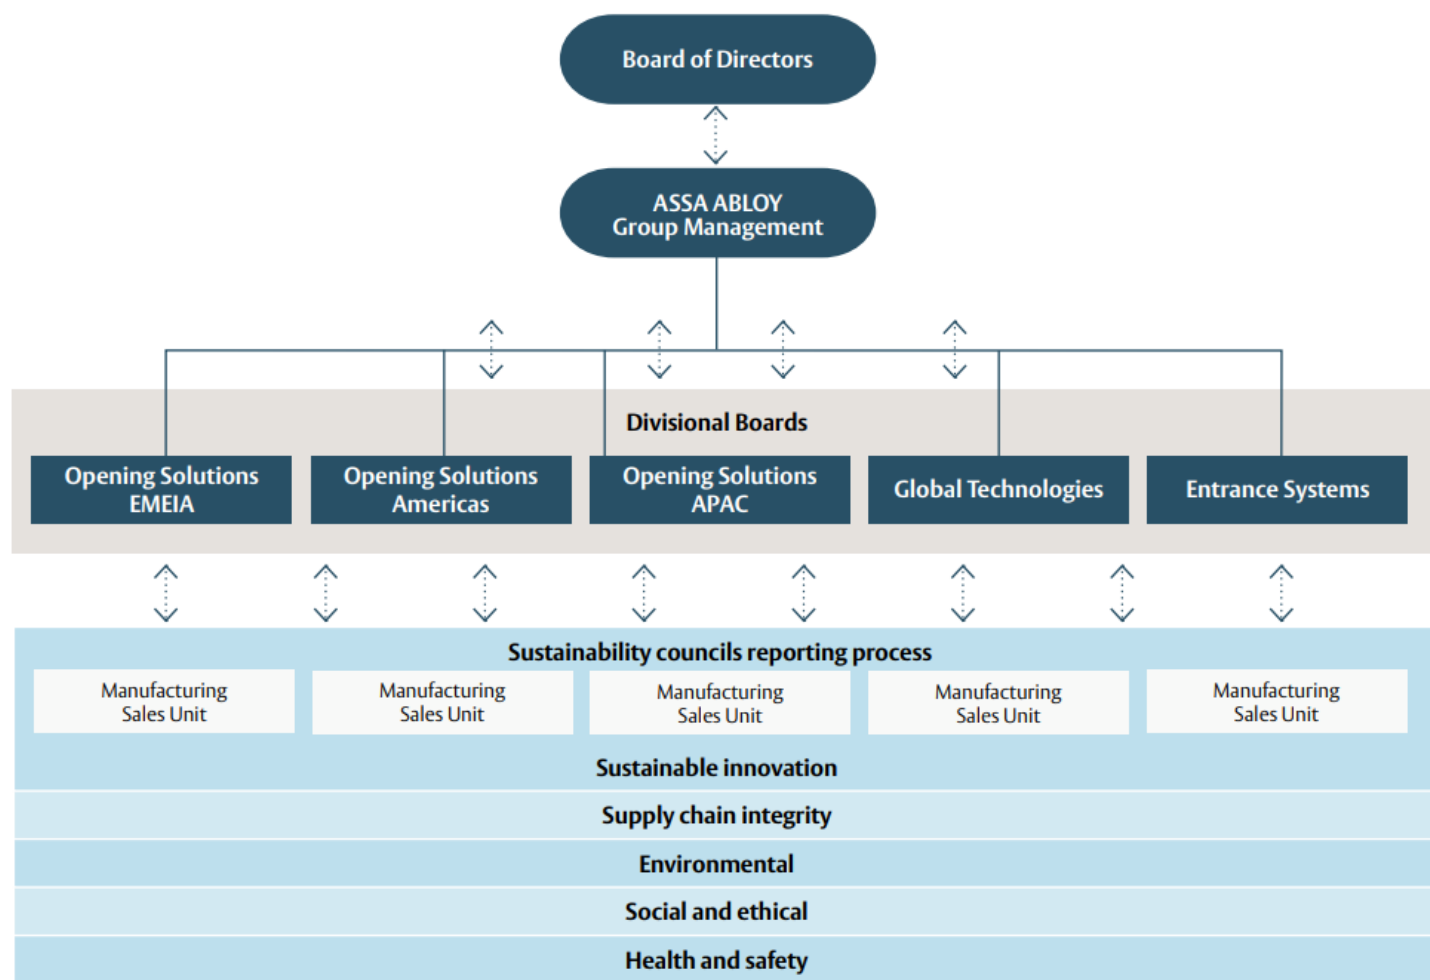 Board of Directors
ASSA ABLOY
Group Management
Divisional Boards
Opening Solutions
EMEIA
Opening Solutions
Americas
Opening Solutions
APAC
Global Technologies
Entrance Systems
Sustainability councils reporting process
Manufacturing
Sales Unit
Manufacturing
Sales Unit
Manufacturing
Sales Unit
Manufacturing
Sales Unit
Manufacturing
Sales Unit
Sustainable innovation
Supply chain integrity
Environmental
Social and ethical
Health and safety